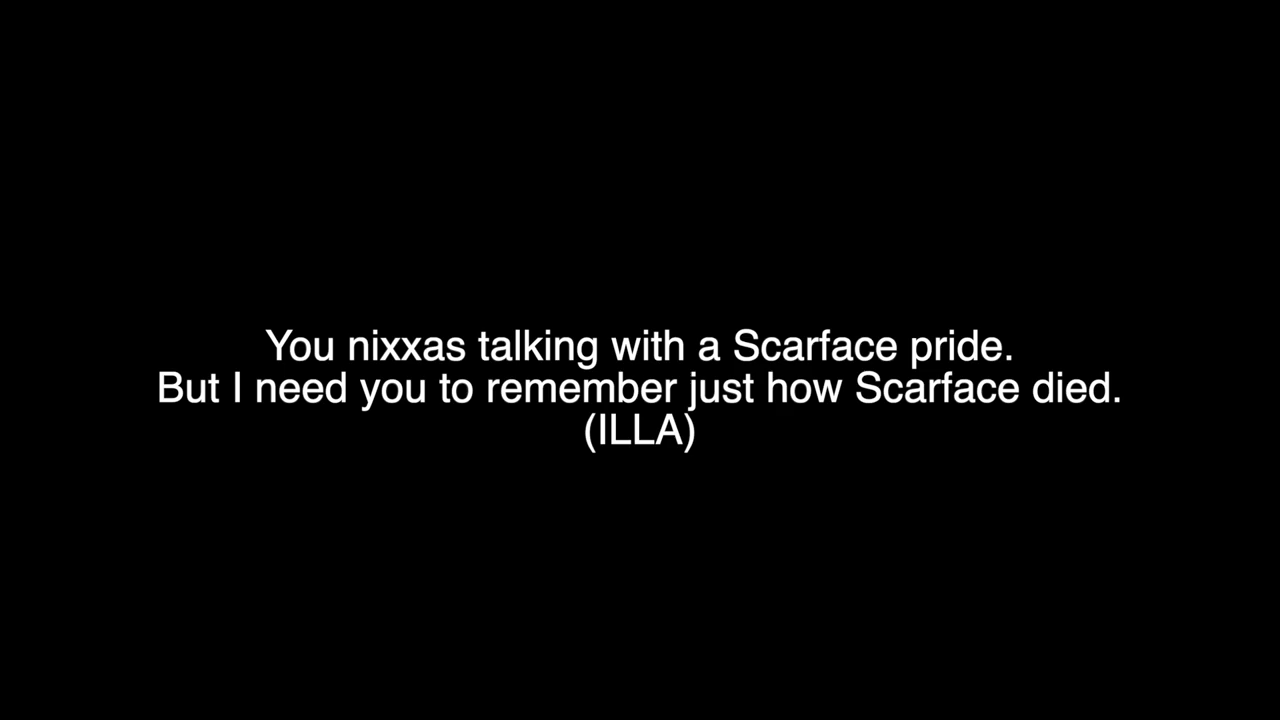 You nixxas talking with a Scarface pride.
But I need you to remember just how Scarface died.
(ILLA)